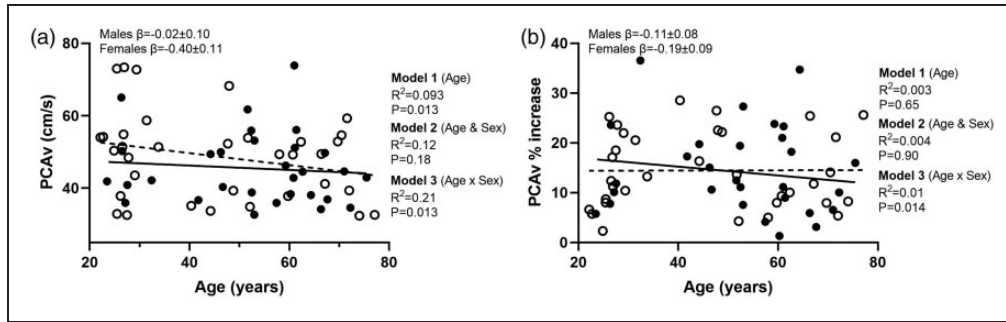 (a)
Males β=-0.02±0.10
Females β=-0.40±0.11
80
60
40
20
PCAv (cm/s)
20 40 60 80
Age (years)
Model 1 (Age)
R²=0.093
P=0.013
Model 2 (Age & Sex)
R²=0.12
P=0.18
Model 3 (Age x Sex)
R²=0.21
P=0.013
(b)
Males β=-0.11±0.08
Females β=-0.19±0.09
40
30
20
10
0
PCAv % increase
20 40 60 80
Age (years)
Model 1 (Age)
R²=0.003
P=0.65
Model 2 (Age & Sex)
R²=0.004
P=0.90
Model 3 (Age x Sex)
R²=0.01
P=0.014